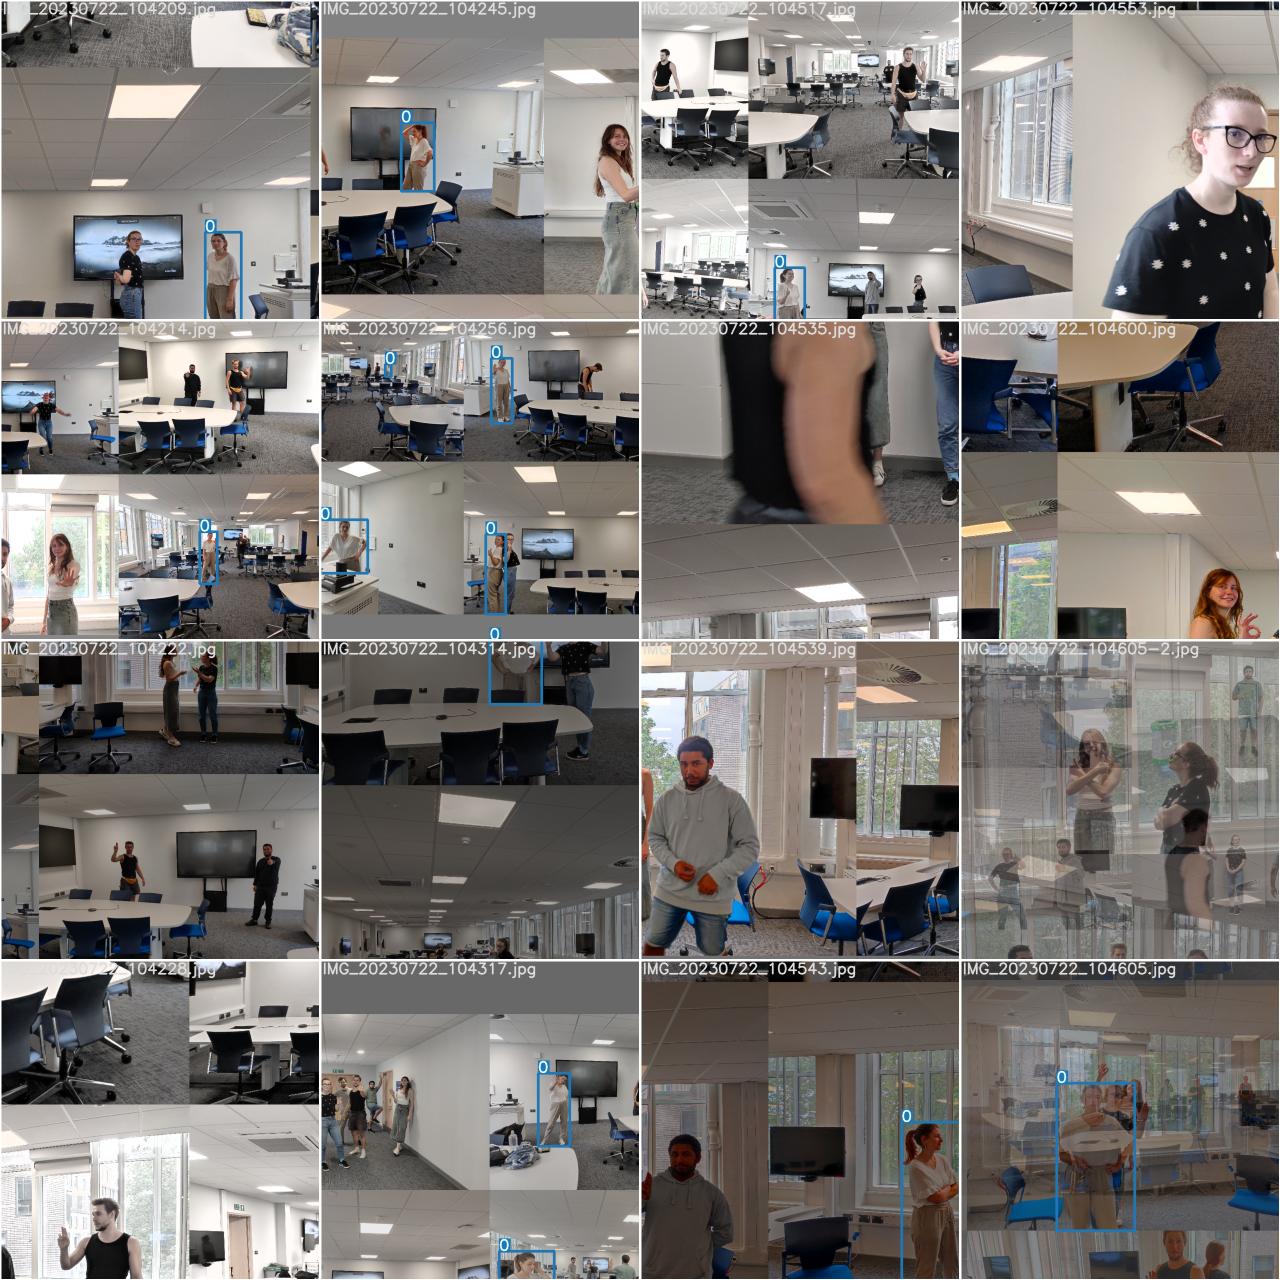 IMG_20230722_104209.jpg
IMG_20230722_104245.jpg
IMG_20230722_104517.jpg
IMG_20230722_104553.jpg
0
0
0
IMG_20230722_104214.jpg
IMG_20230722_104256.jpg
IMG_20230722_104535.jpg
IMG_20230722_104600.jpg
0
0
0
0
0
IMG_20230722_104222.jpg
IMG_20230722_104314.jpg
IMG_20230722_104539.jpg
IMG_20230722_104605-2.jpg
0
IMG_20230722_104228.jpg
IMG_20230722_104317.jpg
IMG_20230722_104543.jpg
IMG_20230722_104605.jpg
0
0
0
0